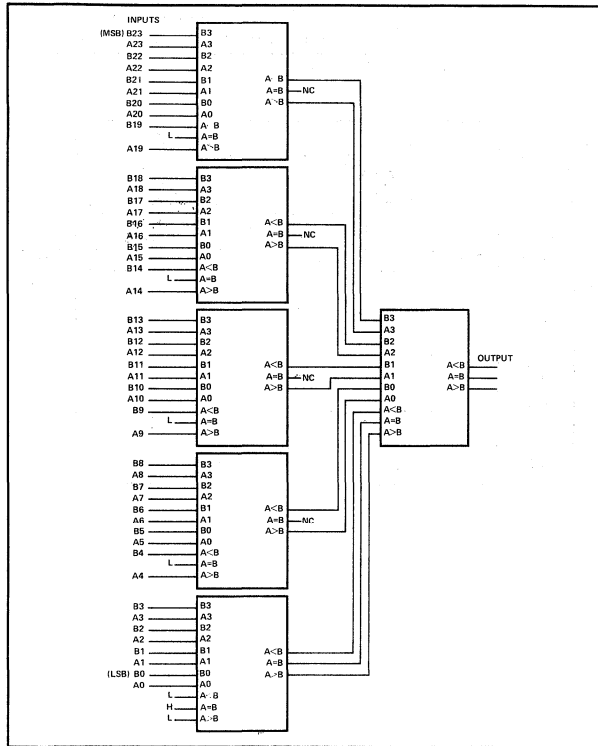 INPUTS
(MSB) B23 B3
A23 A3
B22 B2
A22 A2
B21 B1 A B
A21 A1 A=B NC
B20 B0 A>B
A20 A0
B19 A B
L A=B
A19 A>B
B18 B3
A18 A3
B17 B2
A17 A2
B16 B1 A<B
A16 A1 A=B NC
B15 B0 A>B
A15 A0
B14 A<B
L A=B
A14 A>B
B13 B3
A13 A3
B12 B2
A12 A2
B11 B1 A<B
A11 A1 A=B NC
B10 B0 A>B
A10 A0
B9 A<B
L A=B
A9 A>B
B8 B3
A8 A3
B7 B2
A7 A2
B6 B1 A<B
A6 A1 A=B NC
B5 B0 A>B
A5 A0
B4 A<B
L A=B
A4 A>B
B3 B3
A3 A3
B2 B2
A2 A2
B1 B1 A<B
A1 A1 A=B
(LSB) B0 B0 A>B
A0 A0
L A B
H A=B
L A>B
B3
A3
B2
A2
B1 A<B OUTPUT
A1 A=B
B0 A>B
A0
A<B
A=B
A>B